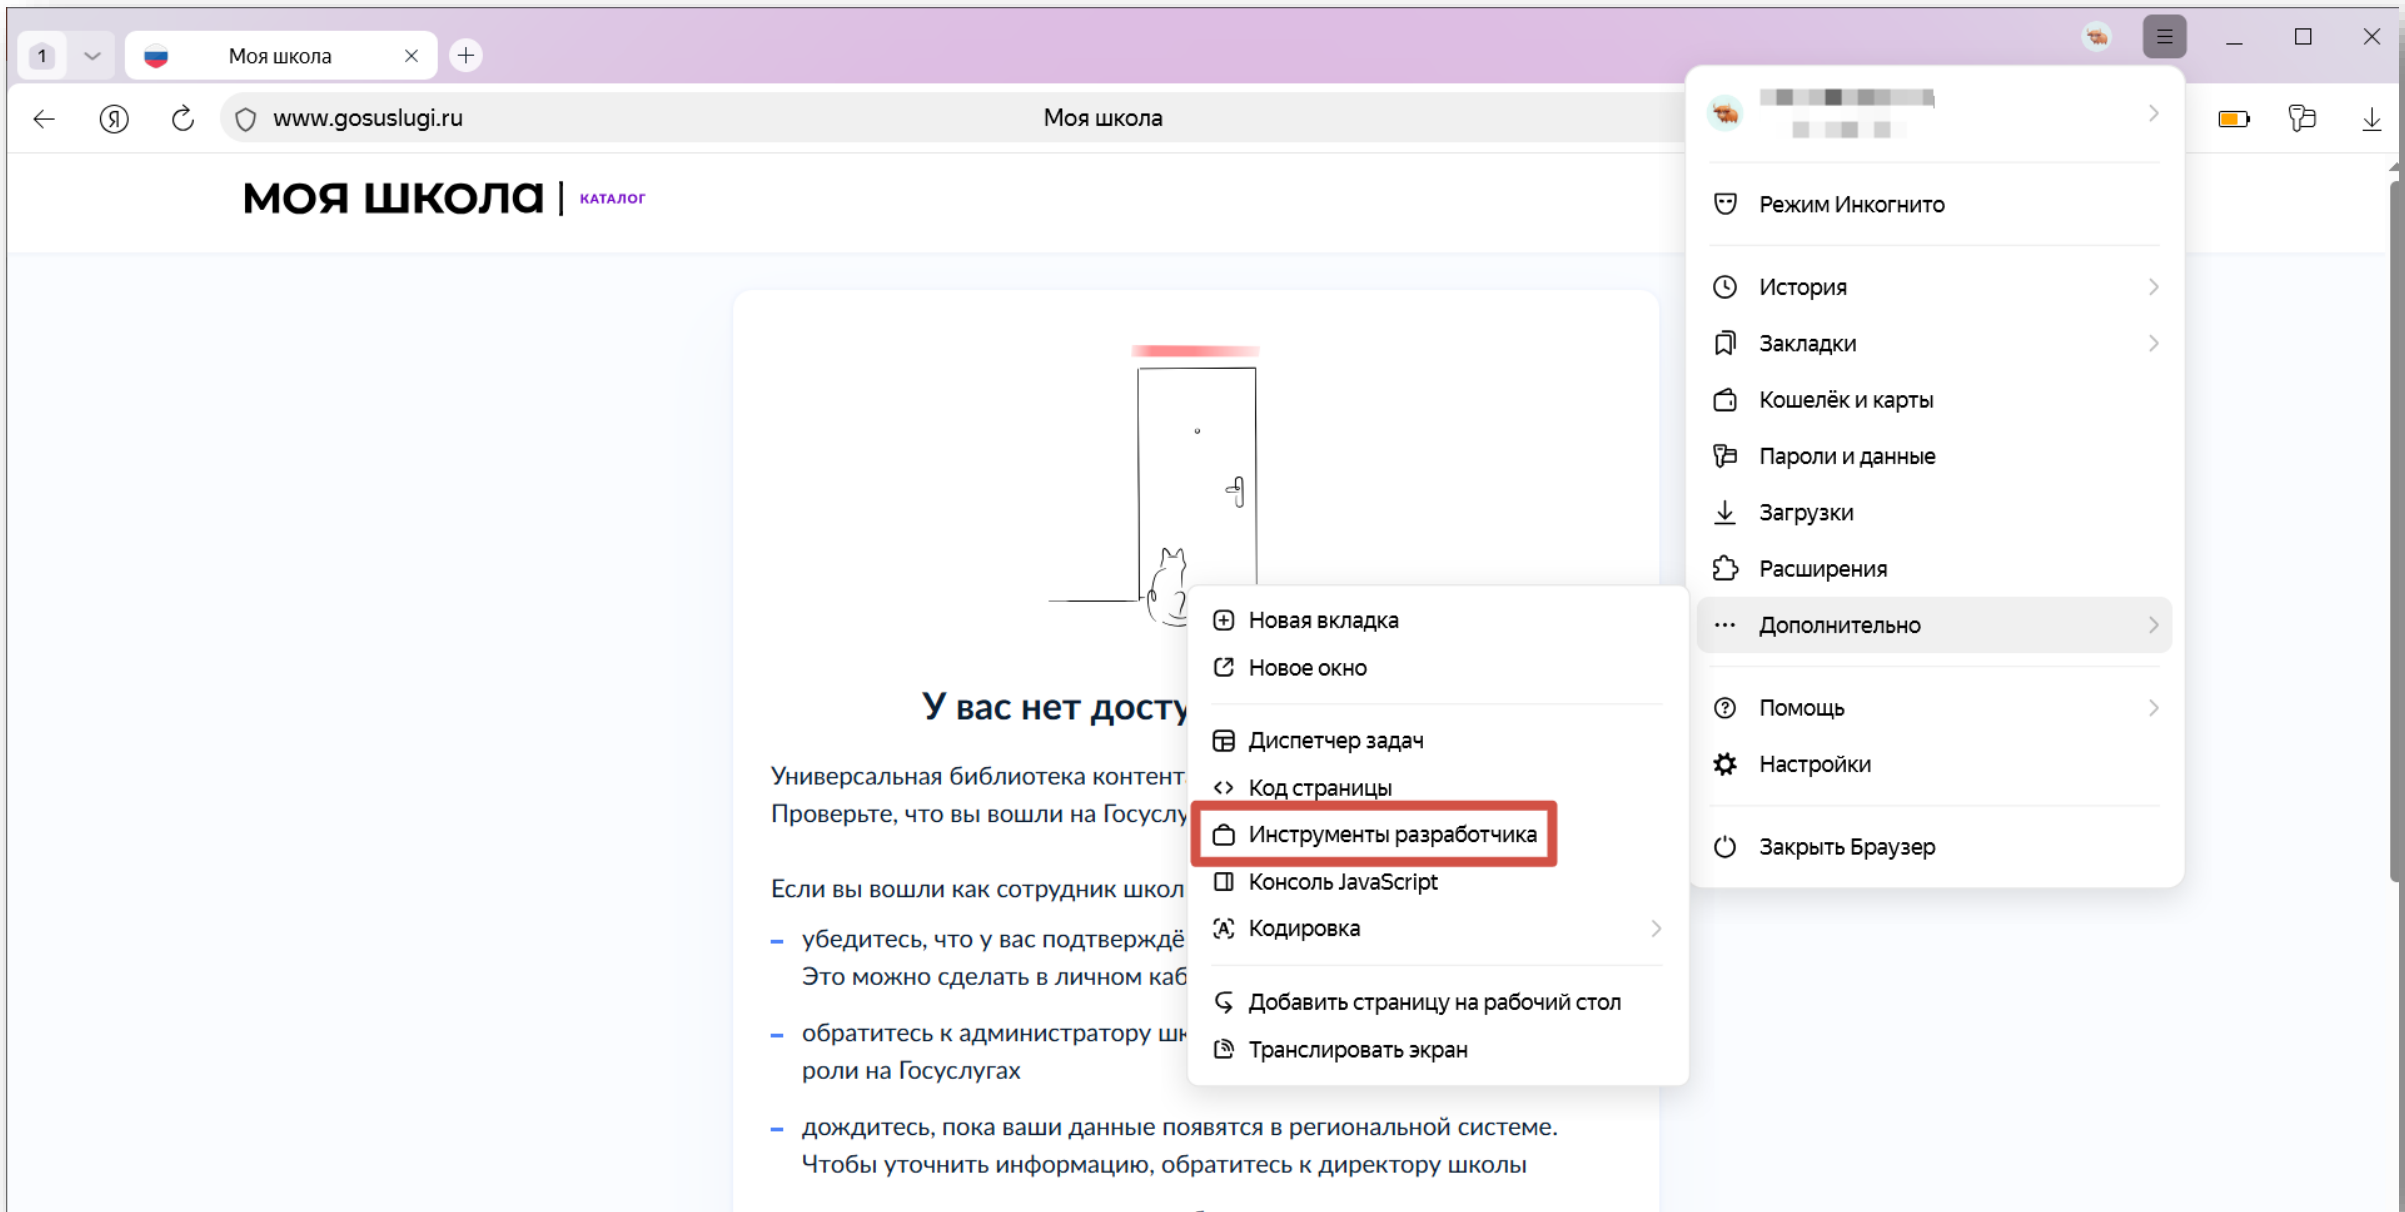 1
Моя школа
www.gosuslugi.ru
Моя школа
моя школа | КАТАЛОГ
Режим Инкогнито
История
Закладки
Кошелёк и карты
Пароли и данные
Загрузки
Расширения
Дополнительно
Помощь
Настройки
Закрыть Браузер
Новая вкладка
Новое окно
Диспетчер задач
Код страницы
Инструменты разработчика
Консоль JavaScript
Кодировка
Добавить страницу на рабочий стол
Транслировать экран
У вас нет досту
Универсальная библиотека контент
Проверьте, что вы вошли на Госуслу
Если вы вошли как сотрудник школ
– убедитесь, что у вас подтверждё
Это можно сделать в личном каб
– обратитесь к администратору шк
роли на Госуслугах
– дождитесь, пока ваши данные появятся в региональной системе.
Чтобы уточнить информацию, обратитесь к директору школы